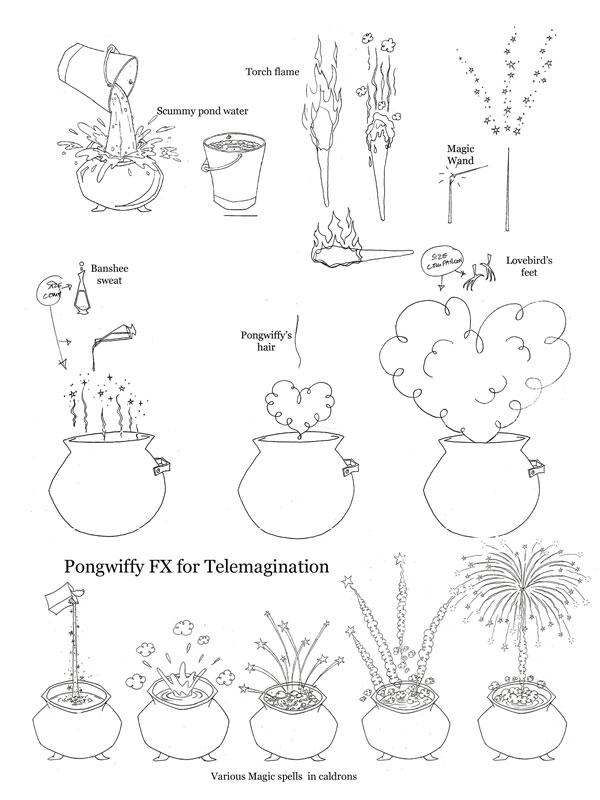 Torch flame
Scummy pond water
Magic
Wand
SIZE
COMPARISON
Lovebird's
feet
Banshee
sweat
SIZE
COMP
Pongwiffy's
hair
Pongwiffy FX for Telemagination
Various Magic spells in caldrons